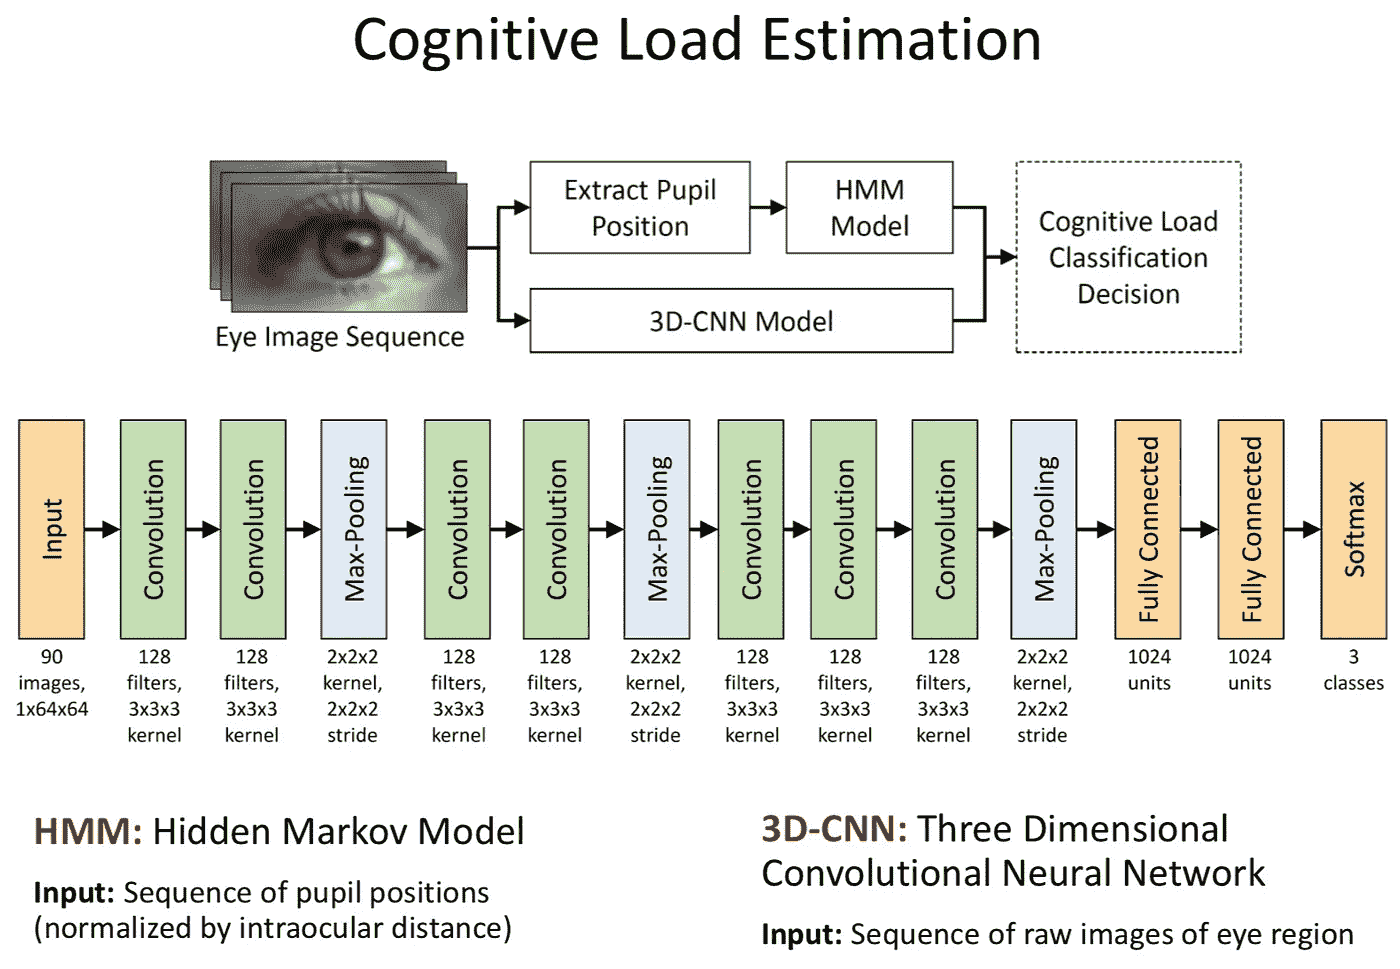 Cognitive Load Estimation
Extract Pupil
Position
HMM
Model
Cognitive Load
Classification
Decision
3D-CNN Model
Eye Image Sequence
Input
Convolution
Convolution
Max-Pooling
Convolution
Convolution
Max-Pooling
Convolution
Convolution
Convolution
Max-Pooling
Fully Connected
Fully Connected
Softmax
90
images,
1x64x64
128
filters,
3x3x3
kernel
128
filters,
3x3x3
kernel
2x2x2
kernel,
2x2x2
stride
128
filters,
3x3x3
kernel
128
filters,
3x3x3
kernel
2x2x2
kernel,
2x2x2
stride
128
filters,
3x3x3
kernel
128
filters,
3x3x3
kernel
128
filters,
3x3x3
kernel
2x2x2
kernel,
2x2x2
stride
1024
units
1024
units
3
classes
HMM: Hidden Markov Model
Input: Sequence of pupil positions
(normalized by intraocular distance)
3D-CNN: Three Dimensional
Convolutional Neural Network
Input: Sequence of raw images of eye region